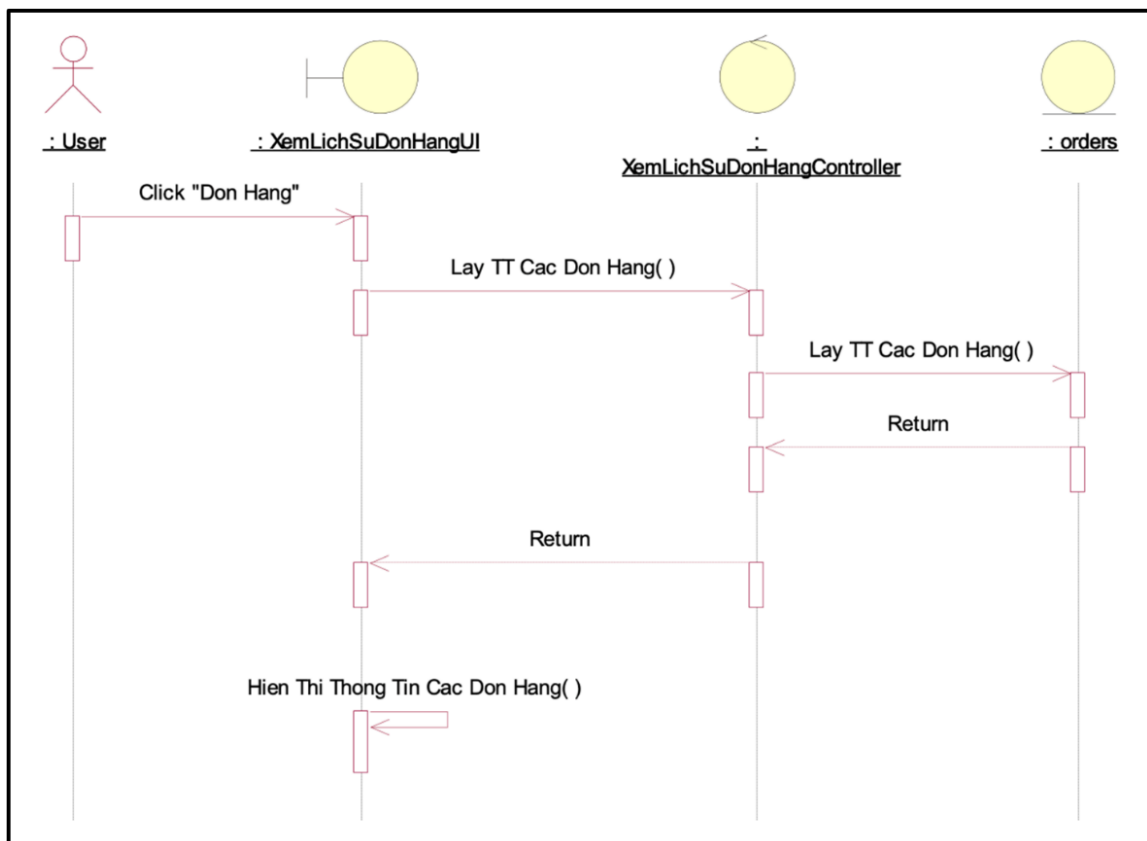 : User
: XemLichSuDonHangUI
:
XemLichSuDonHangController
: orders
Click "Don Hang"
Lay TT Cac Don Hang( )
Lay TT Cac Don Hang( )
Return
Return
Hien Thi Thong Tin Cac Don Hang( )